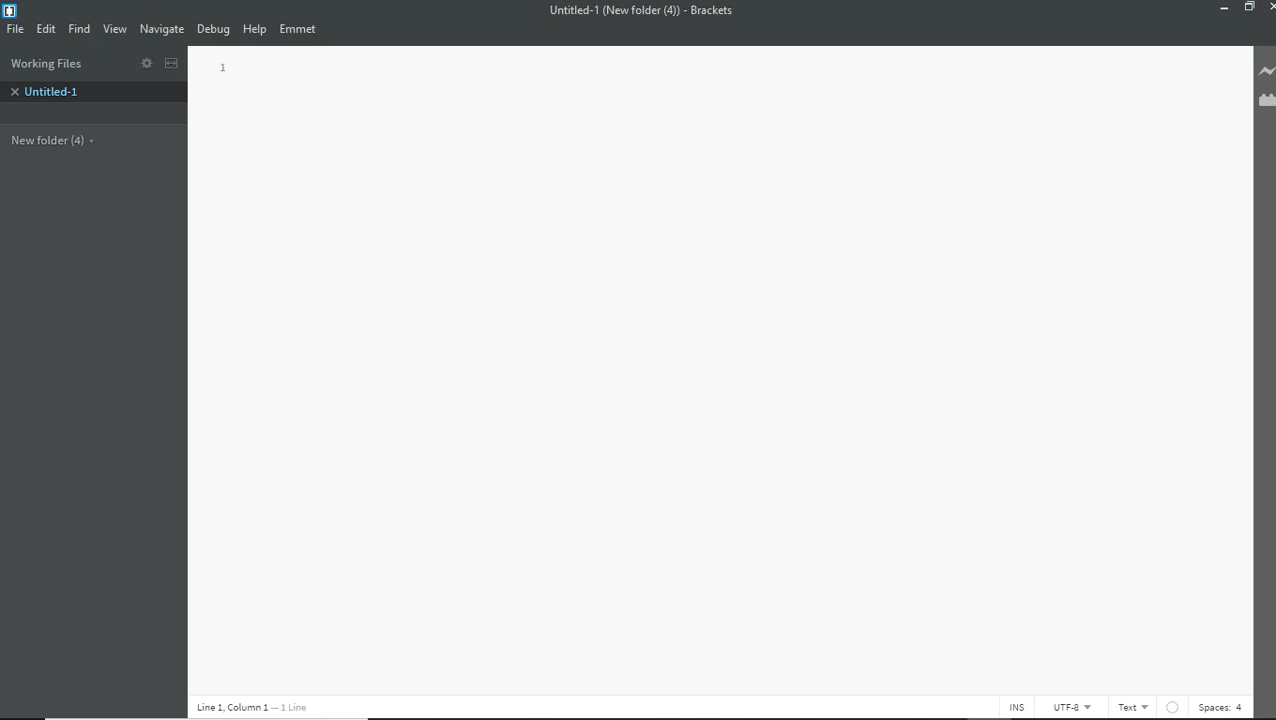 Untitled-1 (New folder (4)) - Brackets
File Edit Find View Navigate Debug Help Emmet
Working Files
1
Untitled-1
New folder (4)
Line 1, Column 1 — 1 Line
INS UTF-8 Text Spaces: 4